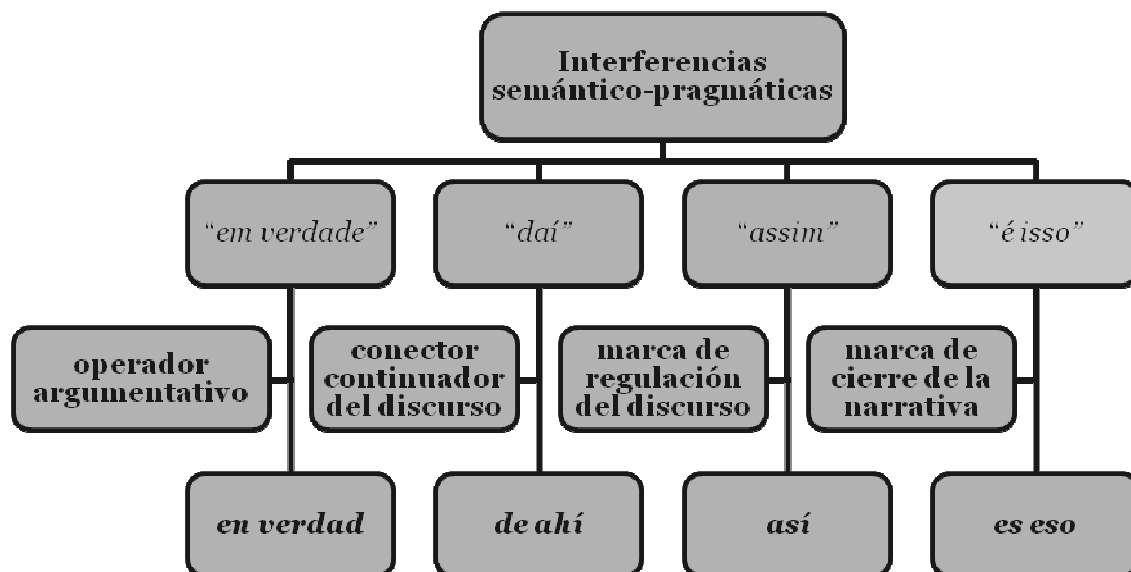 Interferencias
semántico-pragmáticas
“em verdade”
“daí”
“assim”
“é isso”
operador
argumentativo
conector
continuador
del discurso
marca de
regulación
del discurso
marca de
cierre de la
narrativa
en verdad
de ahí
así
es eso